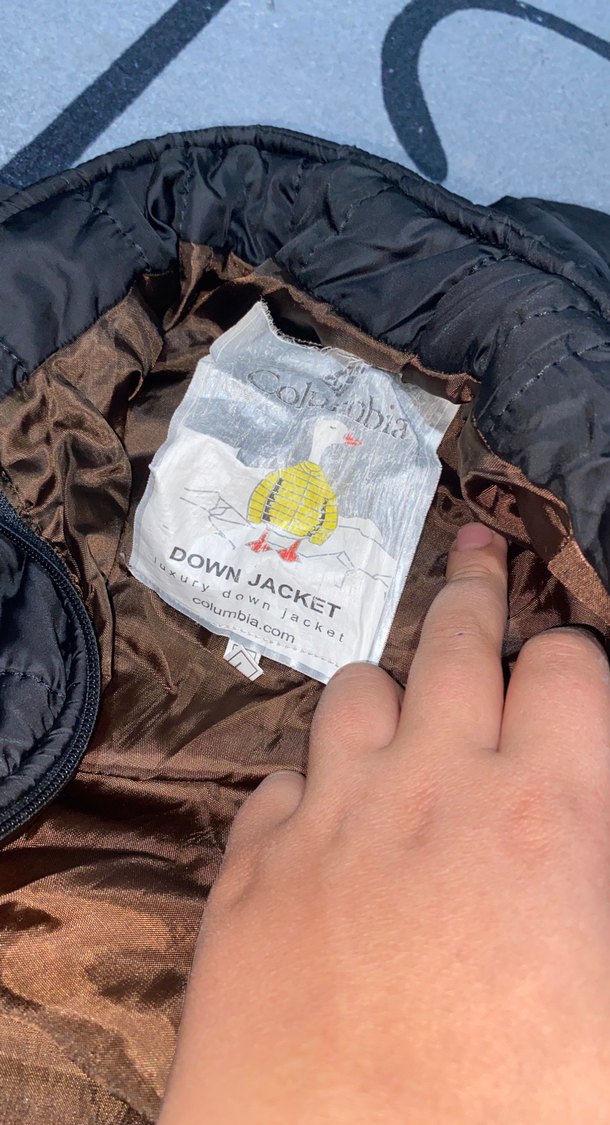 Columbia
DOWN JACKET
luxury down jacket
columbia.com